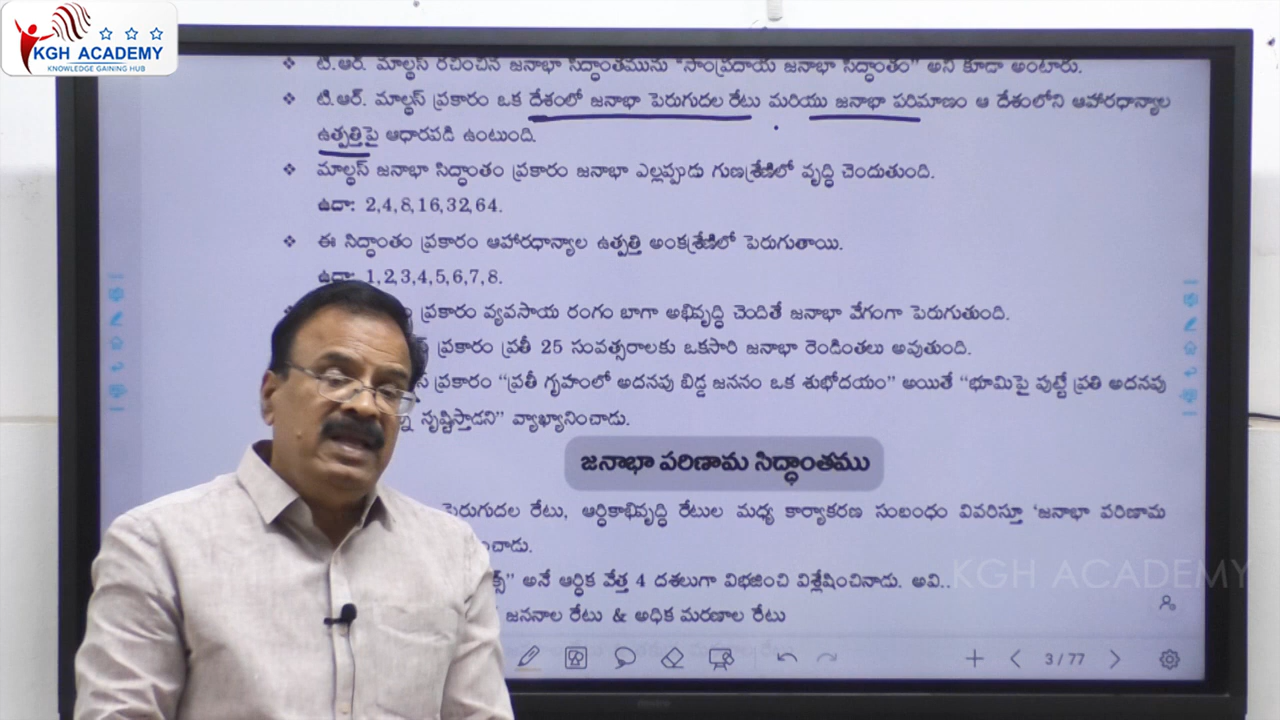 KGH ACADEMY
KNOWLEDGE GAINING HUB
టి.ఆర్. మాల్థస్ రచించిన జనాభా సిద్ధాంతమును "సాంప్రదాయ జనాభా సిద్ధాంతం" అని కూడా అంటారు.
టి.ఆర్. మాల్థస్ ప్రకారం ఒక దేశంలో జనాభా పెరుగుదల రేటు మరియు జనాభా పరిమాణం ఆ దేశంలోని ఆహారధాన్యాల
ఉత్పత్తిపై ఆధారపడి ఉంటుంది.
మాల్థస్ జనాభా సిద్ధాంతం ప్రకారం జనాభా ఎల్లప్పుడు గుణశ్రేణిలో వృద్ధి చెందుతుంది.
ఉదా: 2,4,8,16,32,64.
ఈ సిద్ధాంతం ప్రకారం ఆహారధాన్యాల ఉత్పత్తి అంకశ్రేణిలో పెరుగుతాయి.
ఉదా: 1,2,3,4,5,6,7,8.
ప్రకారం వ్యవసాయ రంగం బాగా అభివృద్ధి చెందితే జనాభా వేగంగా పెరుగుతుంది.
ప్రకారం ప్రతీ 25 సంవత్సరాలకు ఒకసారి జనాభా రెండింతలు అవుతుంది.
ప్రకారం "ప్రతీ గృహంలో అదనపు బిడ్డ జననం ఒక శుభోదయం" అయితే "భూమిపై పుట్టే ప్రతి అదనపు
సృష్టిస్తాడని" వ్యాఖ్యానించాడు.
జనాభా పరిణామ సిద్ధాంతము
పెరుగుదల రేటు, ఆర్థికాభివృద్ధి రేటుల మధ్య కార్యాకరణ సంబంధం వివరిస్తూ 'జనాభా పరిణామ
అనే ఆర్థిక వేత్త 4 దశలుగా విభజించి విశ్లేషించినాడు. అవి..
జననాల రేటు & అధిక మరణాల రేటు
KGH ACADEMY
3/77